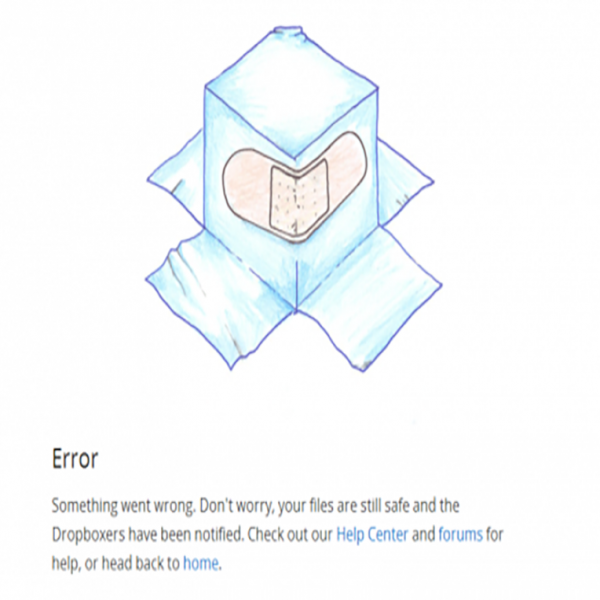 Error
Something went wrong. Don't worry, your files are still safe and the
Dropboxers have been notified. Check out our Help Center and forums for
help, or head back to home.